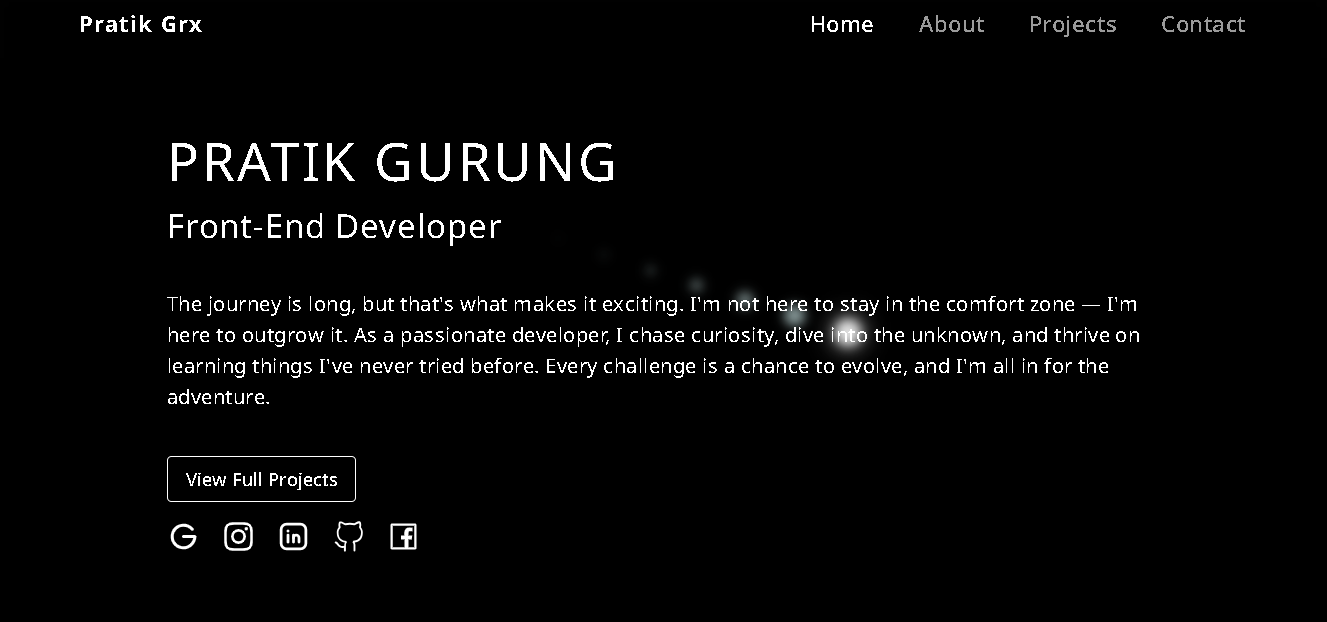 Pratik Grx
Home About Projects Contact
PRATIK GURUNG
Front-End Developer
The journey is long, but that's what makes it exciting. I'm not here to stay in the comfort zone — I'm
here to outgrow it. As a passionate developer, I chase curiosity, dive into the unknown, and thrive on
learning things I've never tried before. Every challenge is a chance to evolve, and I'm all in for the
adventure.
View Full Projects